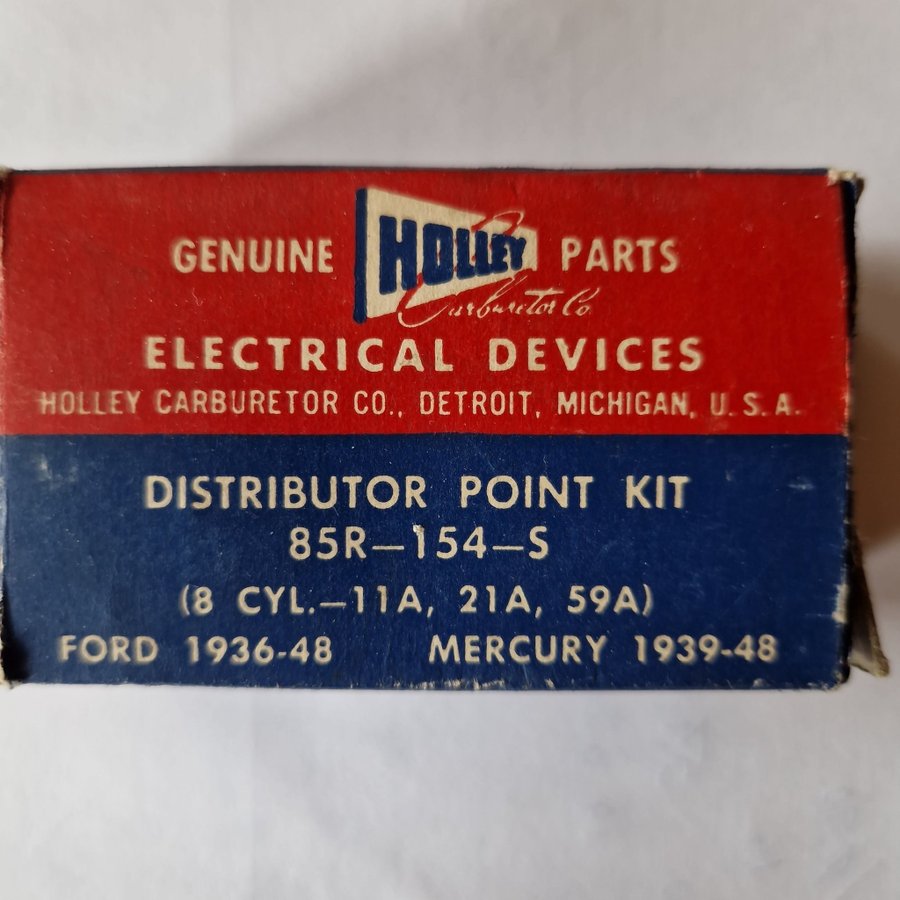 GENUINE HOLLEY PARTS
Carburetor Co.
ELECTRICAL DEVICES
HOLLEY CARBURETOR CO., DETROIT, MICHIGAN, U. S. A.
DISTRIBUTOR POINT KIT
85R—154—S
(8 CYL.—11A, 21A, 59A)
FORD 1936-48 MERCURY 1939-48